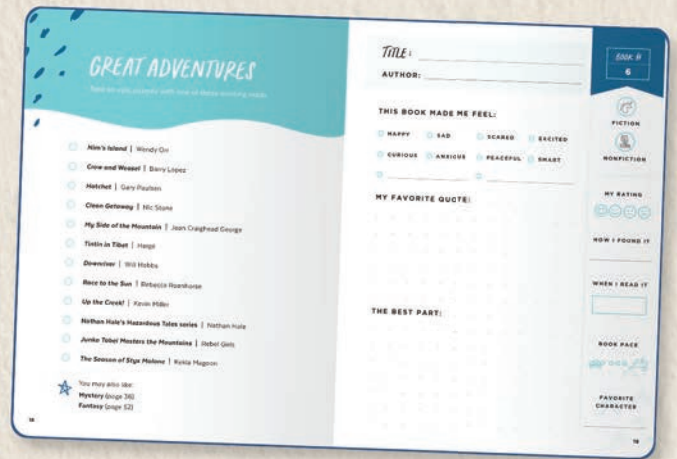 GREAT ADVENTURES
Nim's Island | Wendy Orr
Crow and Weasel | Barry Lopez
Hatchet | Gary Paulsen
Clean Getaway | Nic Stone
My Side of the Mountain | Jean Craighead George
Tintin in Tibet | Hergé
Downriver | Will Hobbs
Race to the Sun | Rebecca Roanhorse
Up the Creek! | Kevin Miller
Nathan Hale's Hazardous Tales series | Nathan Hale
Junko Tabei Masters the Mountains | Rebel Girls
The Season of Styx Malone | Kekla Magoon
You may also like:
Mystery (page 36)
Fantasy (page 52)
18
TITLE:
AUTHOR:
THIS BOOK MADE ME FEEL:
HAPPY SAD SCARED EXCITED
CURIOUS ANXIOUS PEACEFUL SMART
MY FAVORITE QUOTE:
THE BEST PART:
BOOK #
6
FICTION
NONFICTION
MY RATING
HOW I FOUND IT
WHEN I READ IT
BOOK PACE
FAVORITE
CHARACTER
19